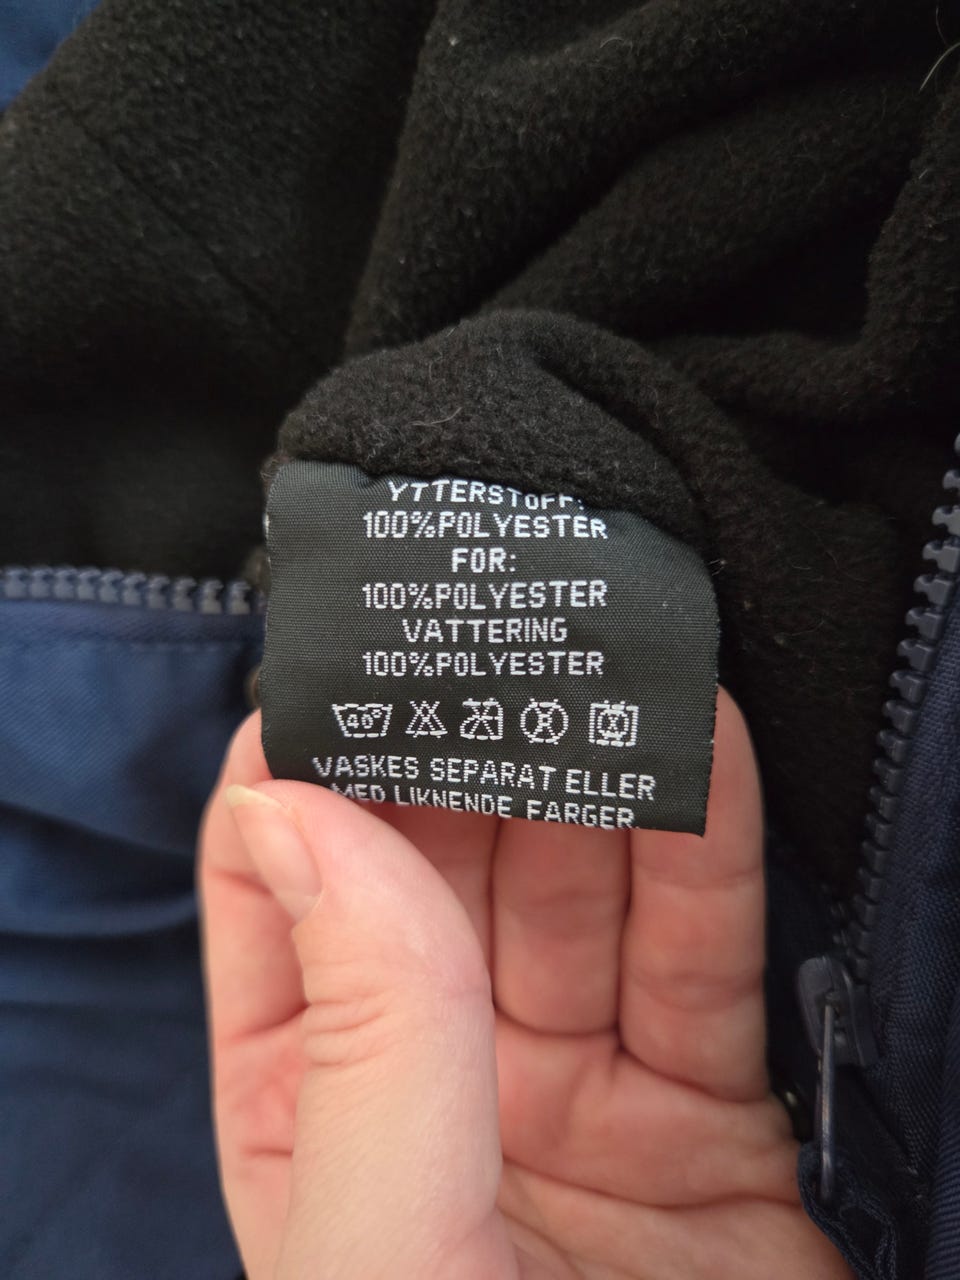 YTTERSTOFF:
100%POLYESTER
FOR:
100%POLYESTER
VATTERING
100%POLYESTER
40°
VASKES SEPARAT ELLER
MED LIKNENDE FARGER.